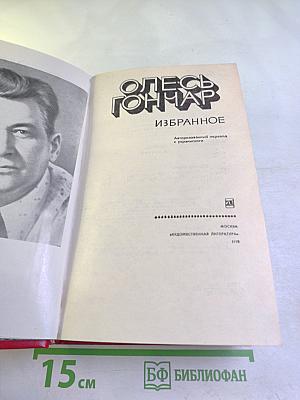 ОЛЕСЬ
ГОНЧАР
ИЗБРАННОЕ
Авторизованный перевод
с украинского
МОСКВА
«ХУДОЖЕСТВЕННАЯ ЛИТЕРАТУРА»
15 см
БФ БИБЛИОФАН